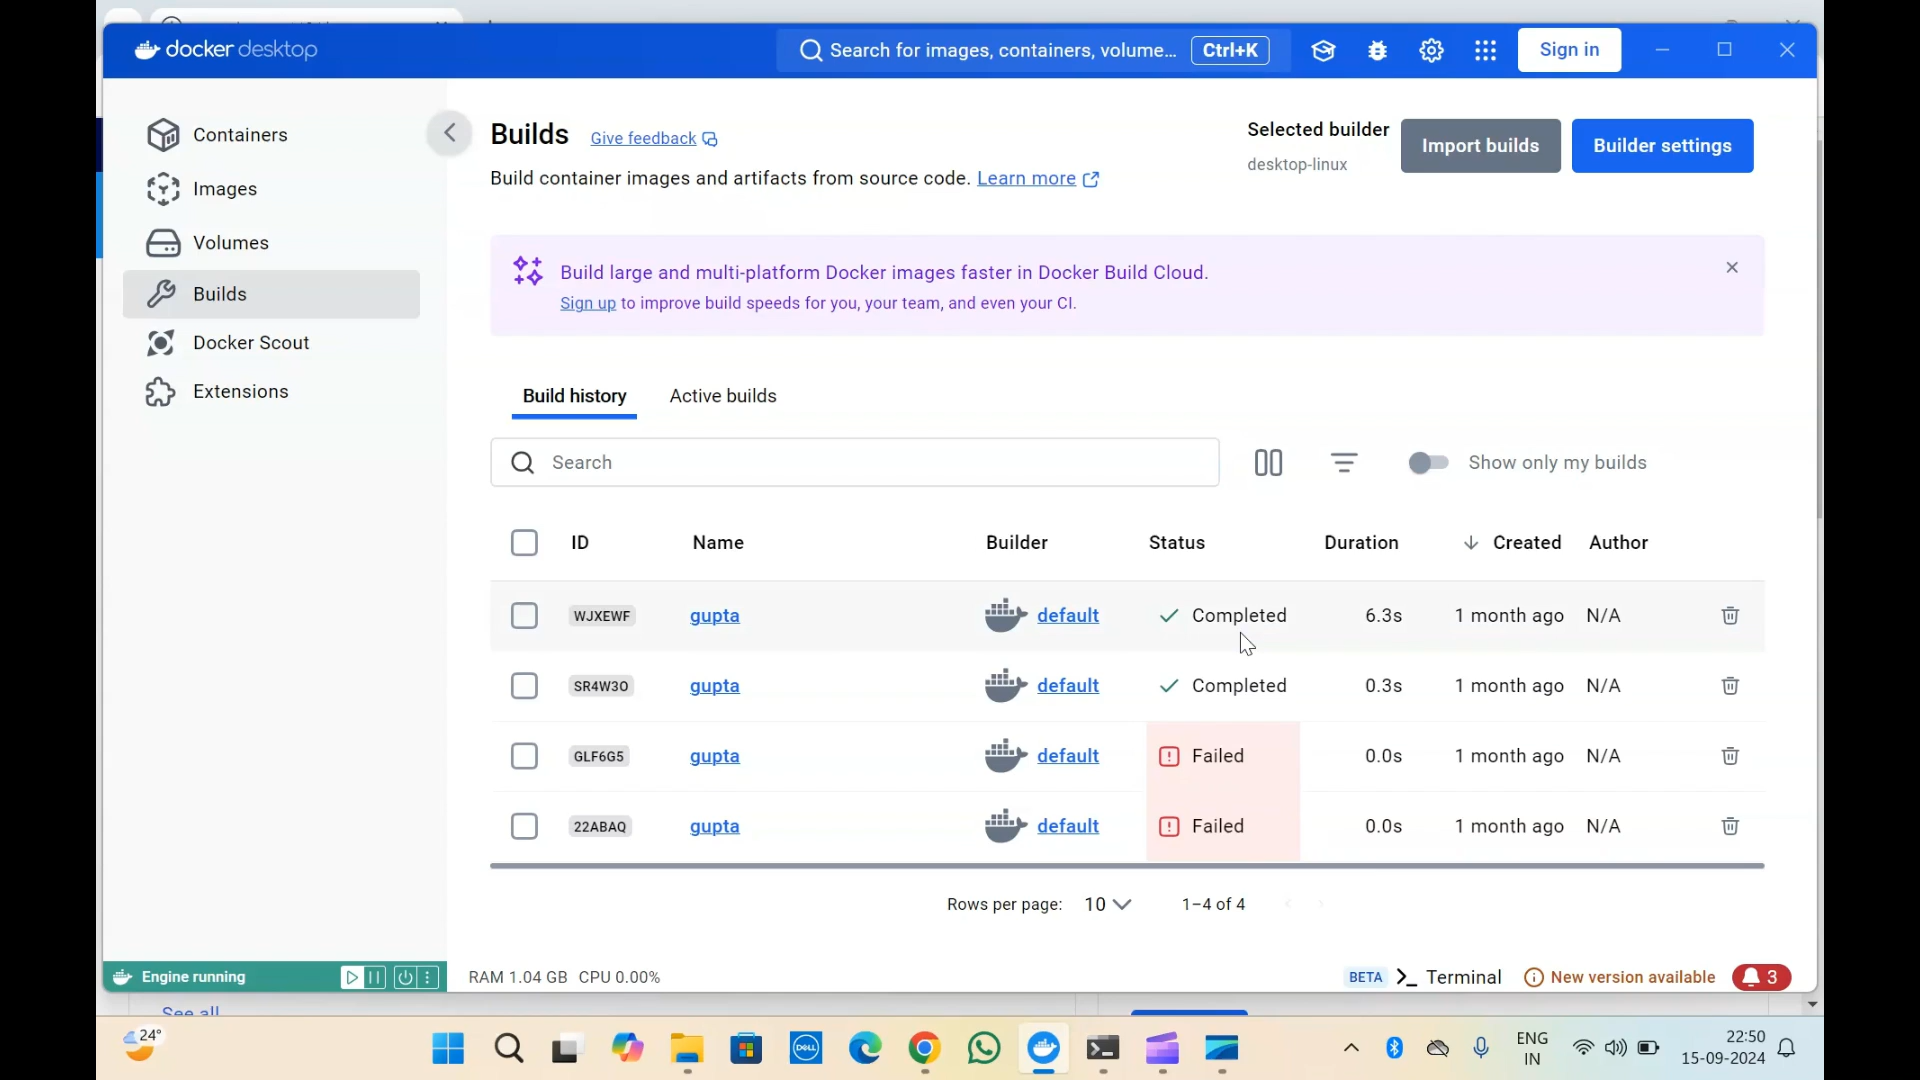 docker desktop
Search for images, containers, volume... Ctrl+K
Sign in
Containers
Images
Volumes
Builds
Docker Scout
Extensions
Builds Give feedback
Build container images and artifacts from source code. Learn more
Selected builder
desktop-linux
Import builds
Builder settings
Build large and multi-platform Docker images faster in Docker Build Cloud.
Sign up to improve build speeds for you, your team, and even your CI.
Build history Active builds
Search
Show only my builds
ID Name Builder Status Duration Created Author
WJXEWF gupta default Completed 6.3s 1 month ago N/A
SR4W3O gupta default Completed 0.3s 1 month ago N/A
GLF6G5 gupta default Failed 0.0s 1 month ago N/A
22ABAQ gupta default Failed 0.0s 1 month ago N/A
Rows per page: 10 1–4 of 4
Engine running
RAM 1.04 GB CPU 0.00%
BETA >_ Terminal
New version available
3
See all
24°
DELL
ENG
IN
22:50
15-09-2024